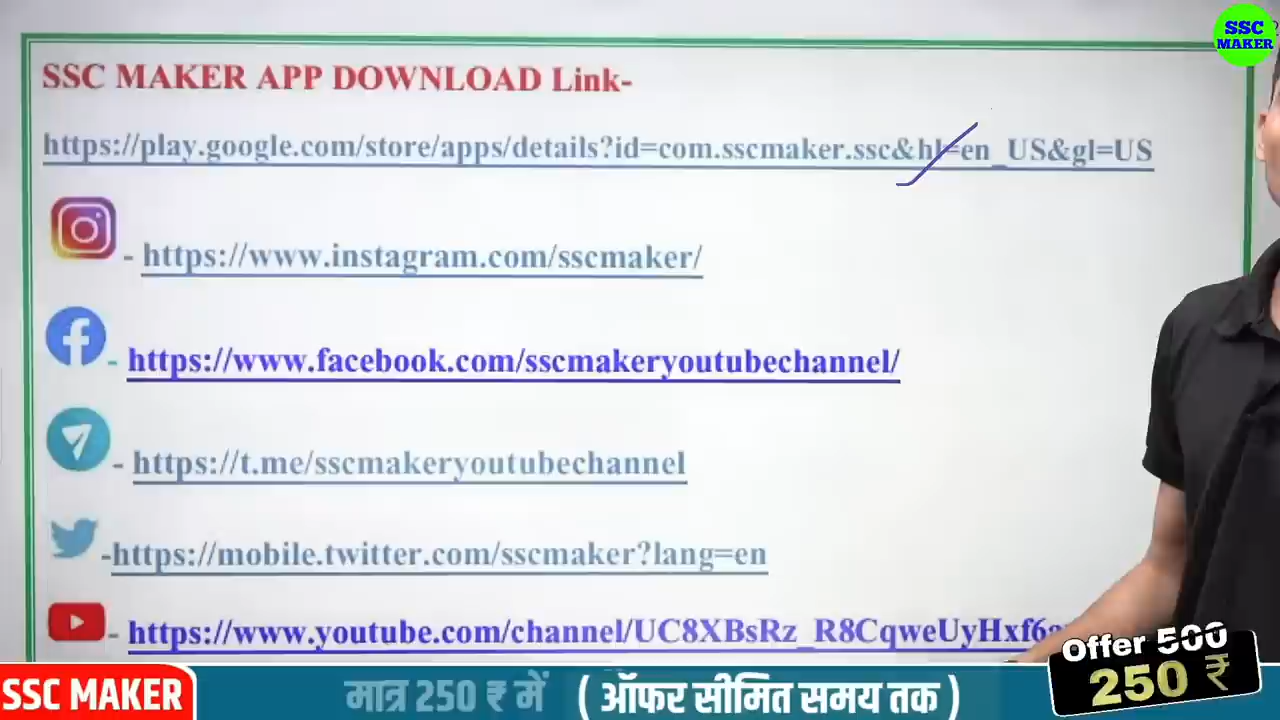 SSC
MAKER
SSC MAKER APP DOWNLOAD Link-
https://play.google.com/store/apps/details?id=com.sscmaker.ssc&hl=en_US&gl=US
- https://www.instagram.com/sscmaker/
- https://www.facebook.com/sscmakeryoutubechannel/
- https://t.me/sscmakeryoutubechannel
-https://mobile.twitter.com/sscmaker?lang=en
- https://www.youtube.com/channel/UC8XBsRz_R8CqweUyHxf6
Offer 500
250 ₹
SSC MAKER
मात्र 250 ₹ में ( ऑफर सीमित समय तक )